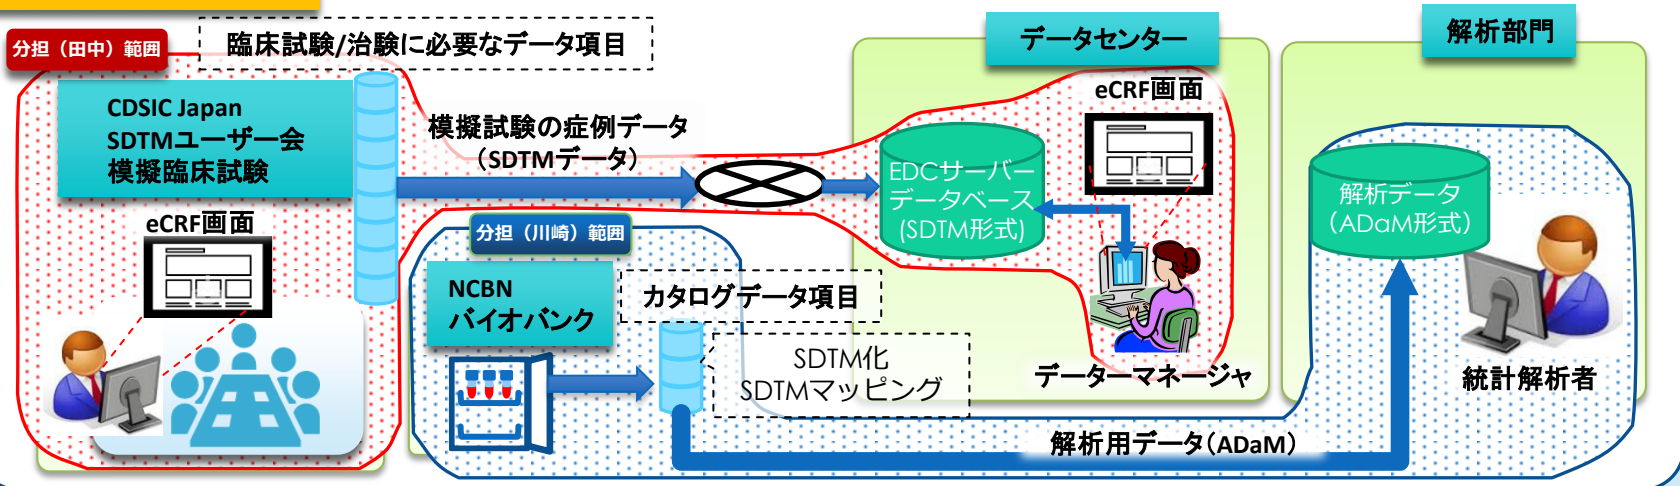 分担（田中）範囲
臨床試験/治験に必要なデータ項目
データセンター
解析部門
CDSIC Japan
SDTMユーザー会
模擬臨床試験
eCRF画面
模擬試験の症例データ
（SDTMデータ）
EDCサーバー
データベース
(SDTM形式)
eCRF画面
解析データ
（ADaM形式）
分担（川崎）範囲
NCBN
バイオバンク
カタログデータ項目
SDTM化
SDTMマッピング
データーマネージャ
統計解析者
解析用データ（ADaM）